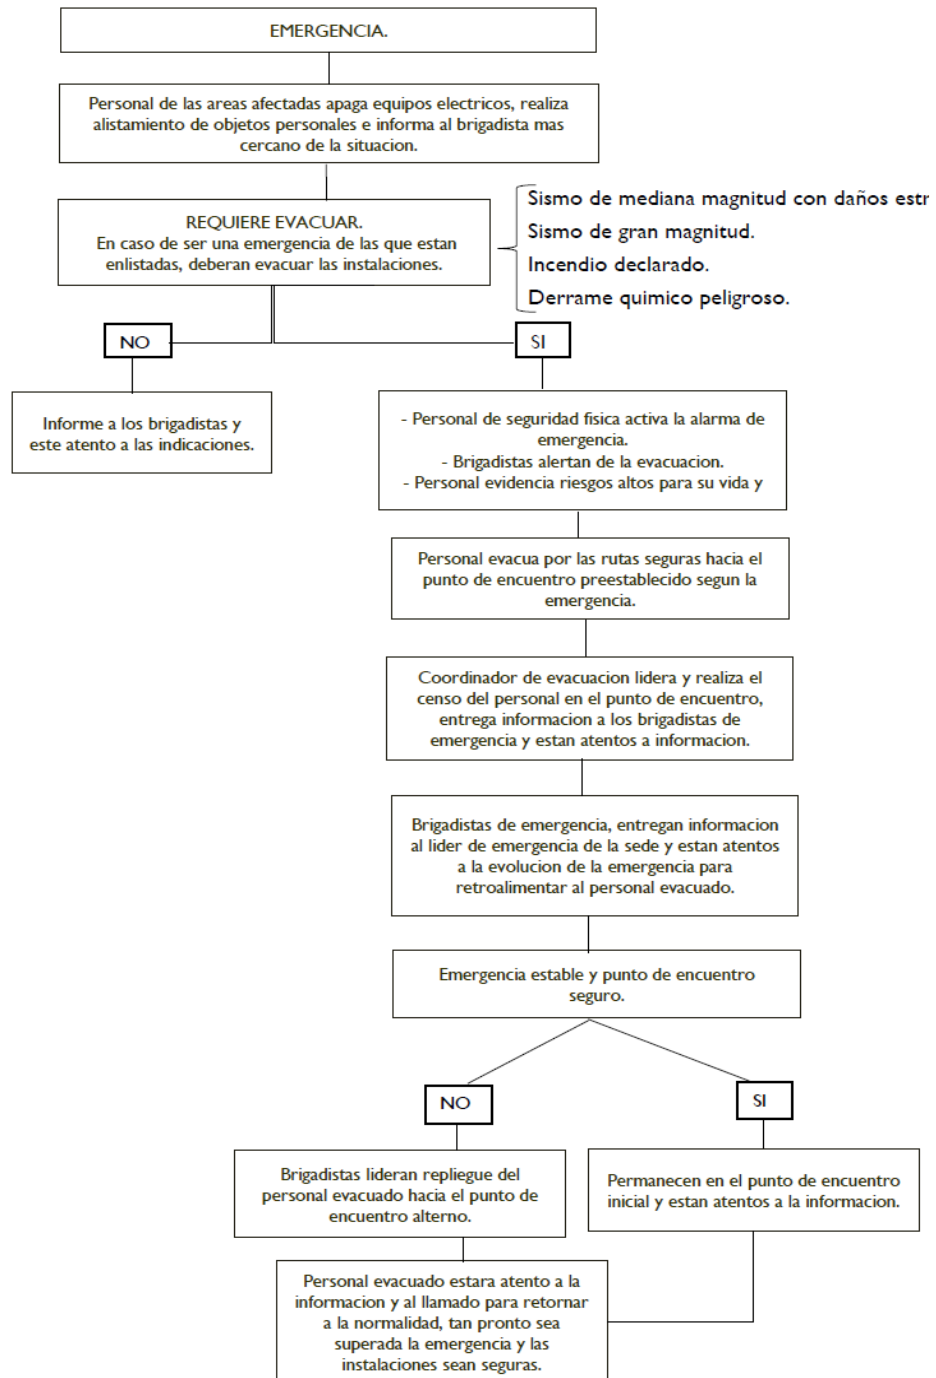 EMERGENCIA.
Personal de las areas afectadas apaga equipos electricos, realiza
alistamiento de objetos personales e informa al brigadista mas
cercano de la situacion.
REQUIERE EVACUAR.
En caso de ser una emergencia de las que estan
enlistadas, deberan evacuar las instalaciones.
Sismo de mediana magnitud con daños estr
Sismo de gran magnitud.
Incendio declarado.
Derrame quimico peligroso.
NO
SI
Informe a los brigadistas y
este atento a las indicaciones.
- Personal de seguridad fisica activa la alarma de
emergencia.
- Brigadistas alertan de la evacuacion.
- Personal evidencia riesgos altos para su vida y
Personal evacua por las rutas seguras hacia el
punto de encuentro preestablecido segun la
emergencia.
Coordinador de evacuacion lidera y realiza el
censo del personal en el punto de encuentro,
entrega informacion a los brigadistas de
emergencia y estan atentos a informacion.
Brigadistas de emergencia, entregan informacion
al lider de emergencia de la sede y estan atentos
a la evolucion de la emergencia para
retroalimentar al personal evacuado.
Emergencia estable y punto de encuentro
seguro.
NO
SI
Brigadistas lideran repliegue del
personal evacuado hacia el punto de
encuentro alterno.
Permanecen en el punto de encuentro
inicial y estan atentos a la informacion.
Personal evacuado estara atento a la
informacion y al llamado para retornar
a la normalidad, tan pronto sea
superada la emergencia y las
instalaciones sean seguras.